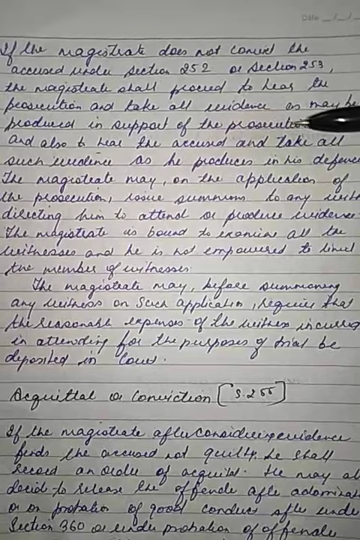 Date
If the magistrate does not convict the
accused under Section 252 or Section 253,
the magistrate shall proceed to hear the
prosecution and take all evidence as may be
produced in support of the prosecution
and also to hear the accused and take all
such evidence as he produces in his defence
The magistrate may, on the application of
the prosecution, issue summons to any
directing him to attend or produce evidence.
The magistrate is bound to examine all the
witnesses and he is not empowered to limit
the number of witnesses
The magistrate may, before summoning
any witness on such application, require that
the reasonable expenses of the witness incurred
in attending for the purposes of trial be
deposited in Court.
Acquittal or Conviction [S.255]
If the magistrate after considering evidence
finds the accused not guilty, he shall
record an order of acquittal. He may al
decide to release the offender after
or on probation of good conduct after under
Section 360 or under probation of offende